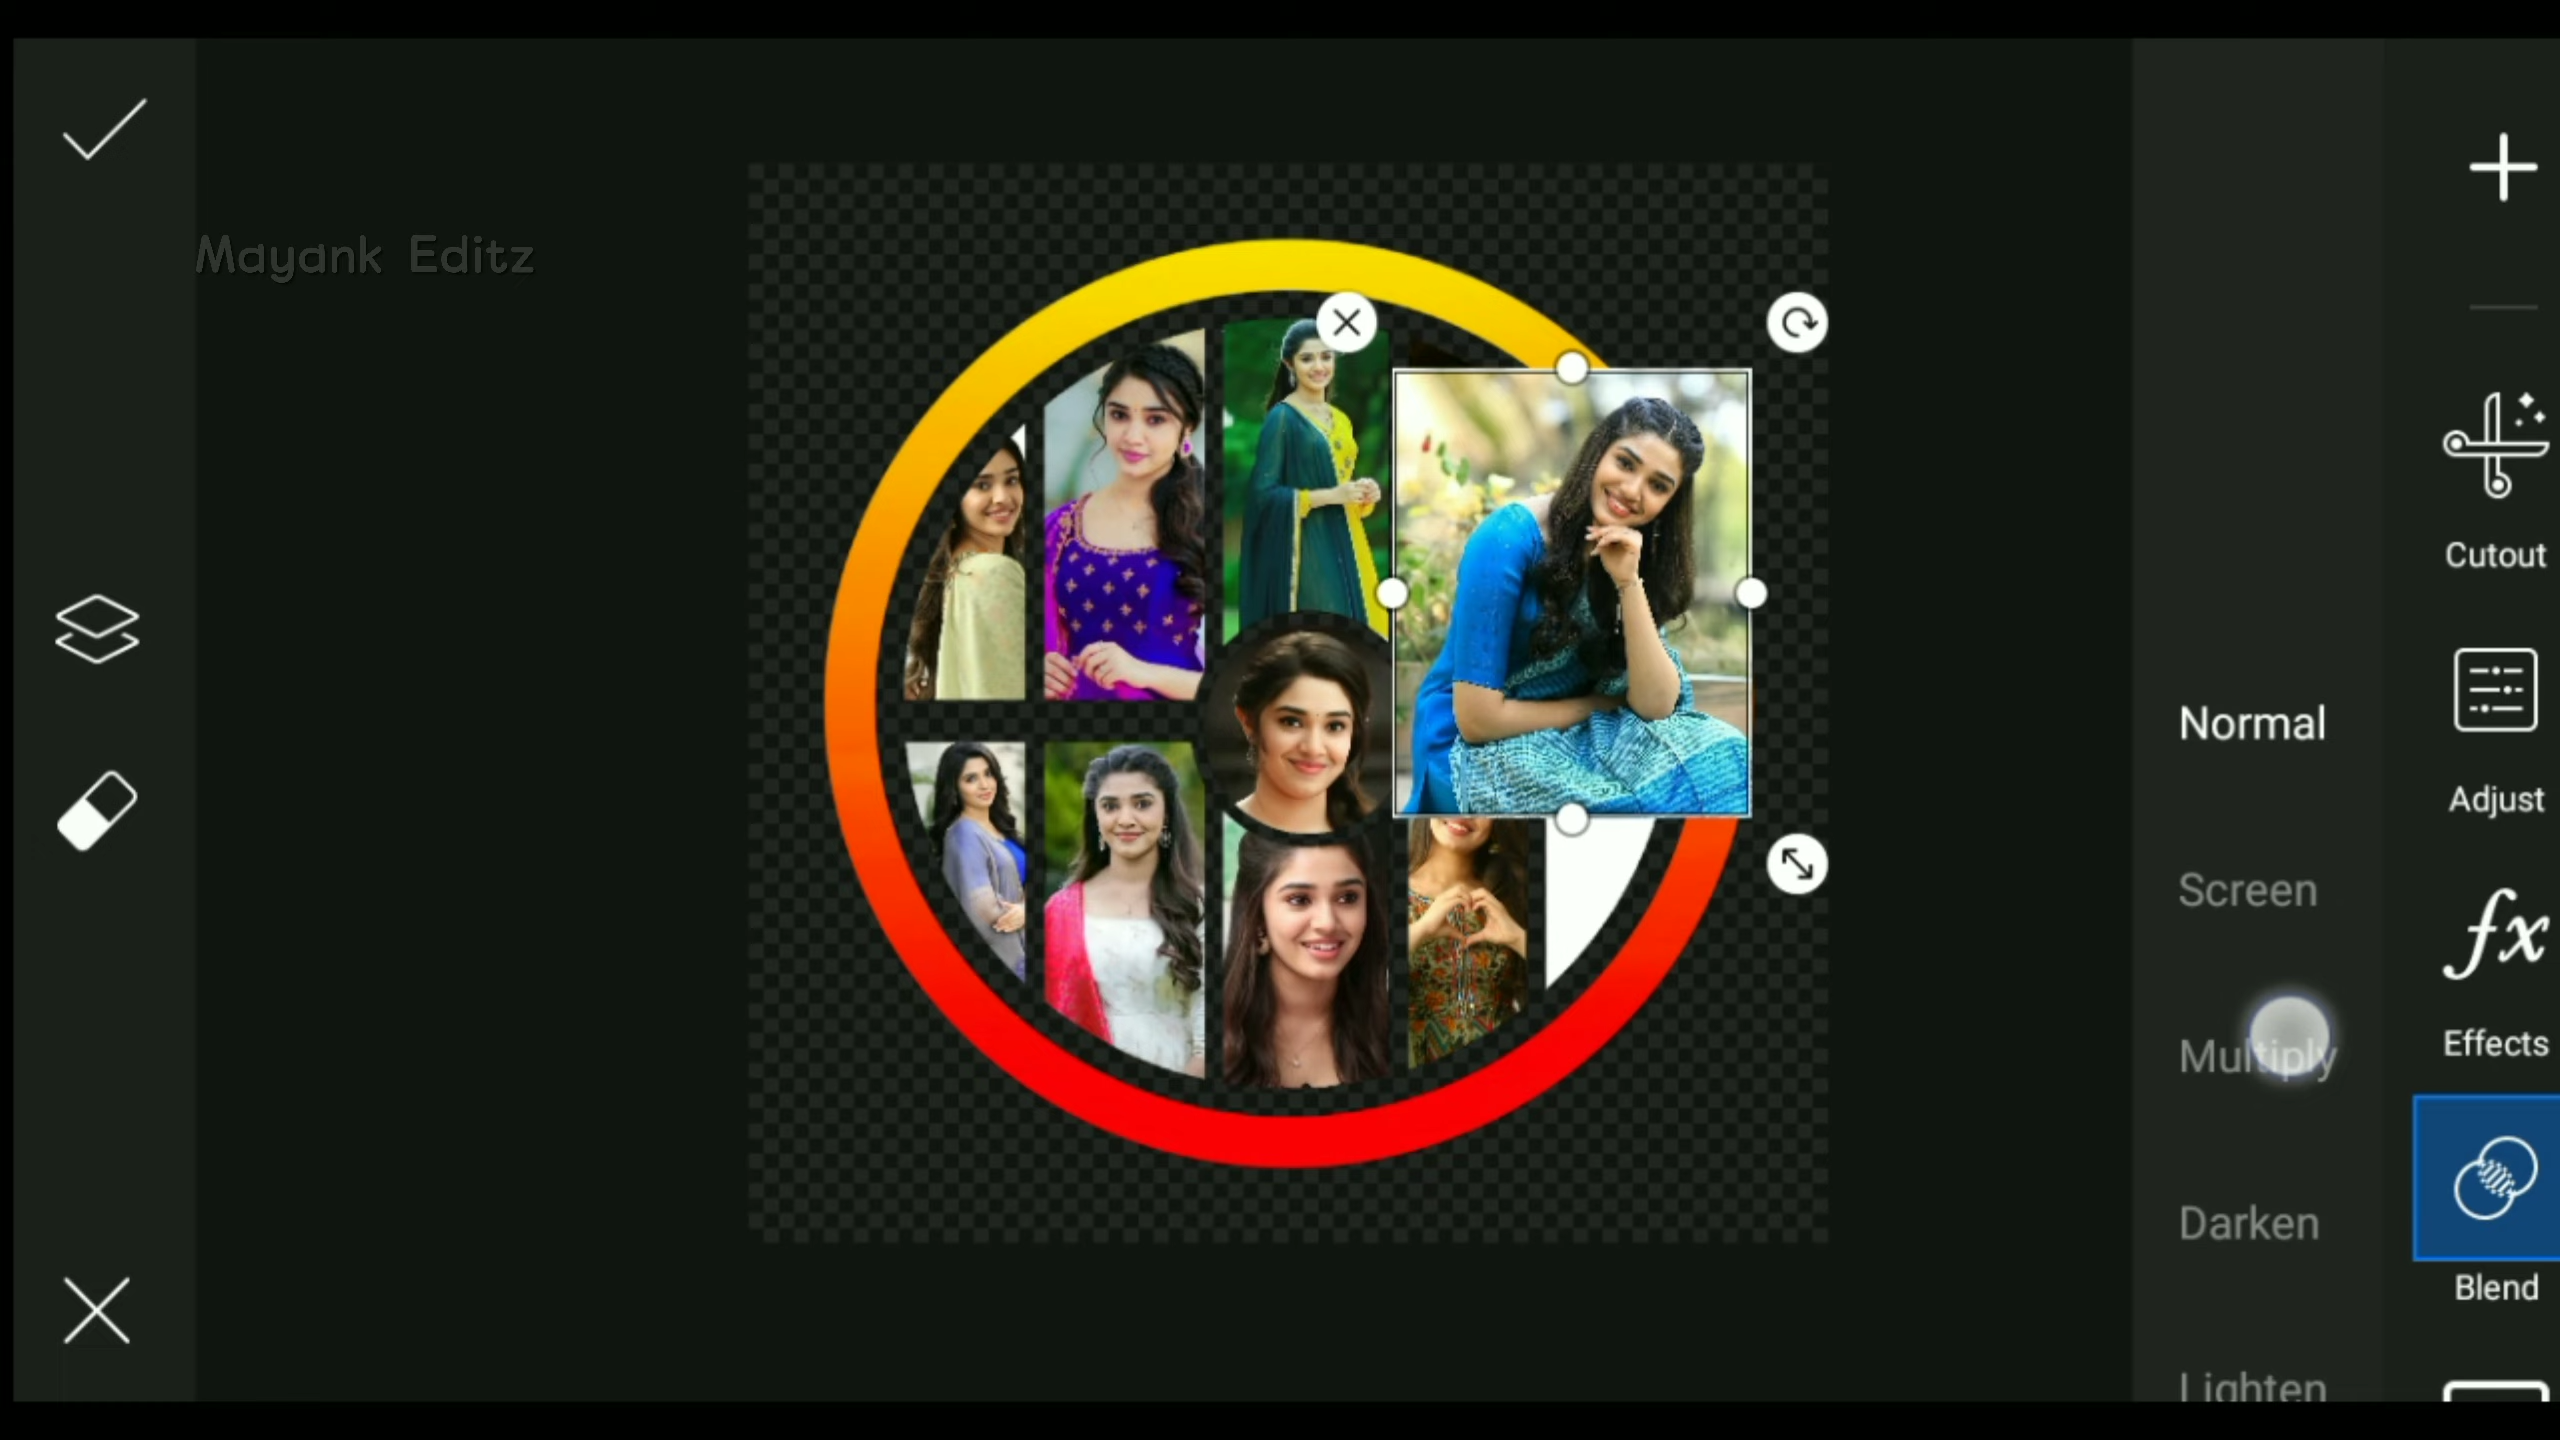 Mayank Editz
Cutout
Normal
Adjust
Screen
Effects
Multiply
Darken
Blend
Lighten